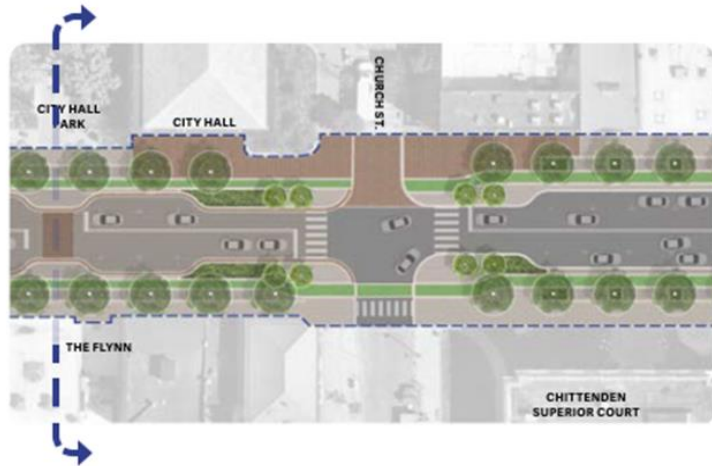 CITY HALL
PARK
CITY HALL
CHURCH ST.
THE FLYNN
CHITTENDEN
SUPERIOR COURT